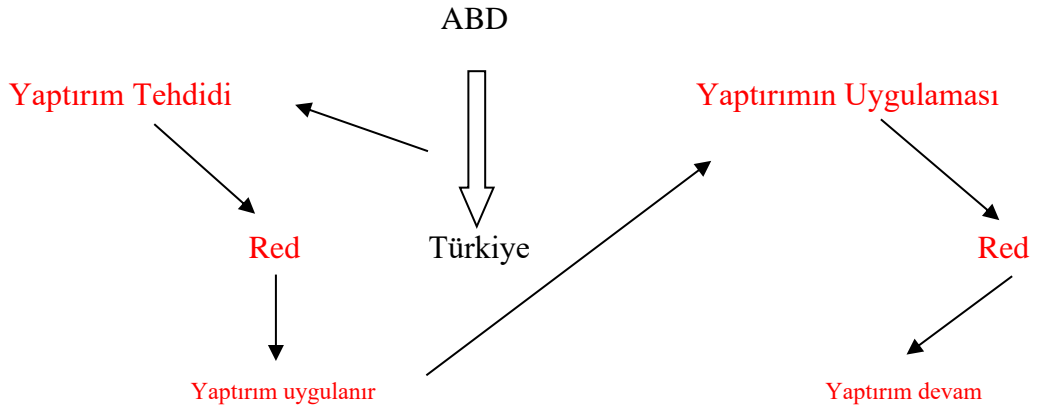 ABD
Yaptırım Tehdidi
Yaptırımın Uygulaması
Red
Türkiye
Red
Yaptırım uygulanır
Yaptırım devam